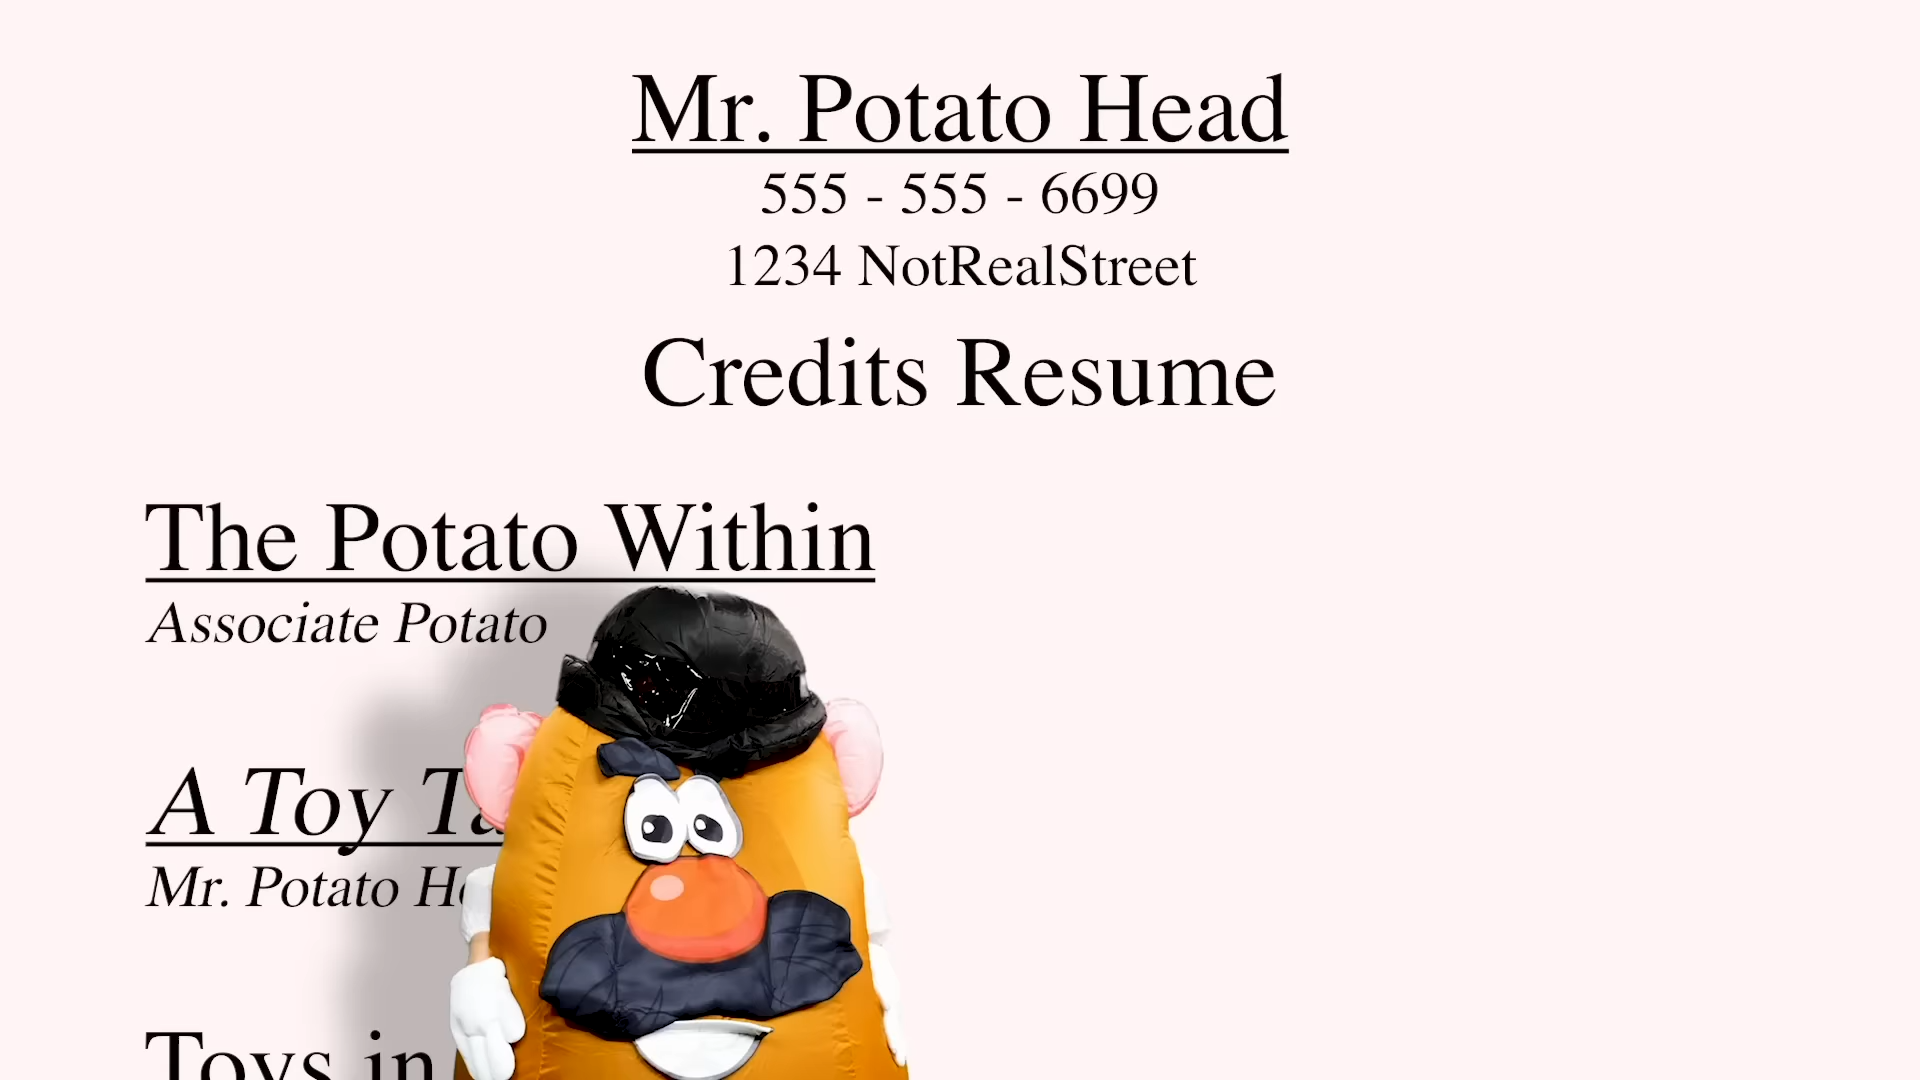 Mr. Potato Head
555 - 555 - 6699
1234 NotRealStreet
Credits Resume
The Potato Within
Associate Potato
A Toy
Mr. Potato
Toys in